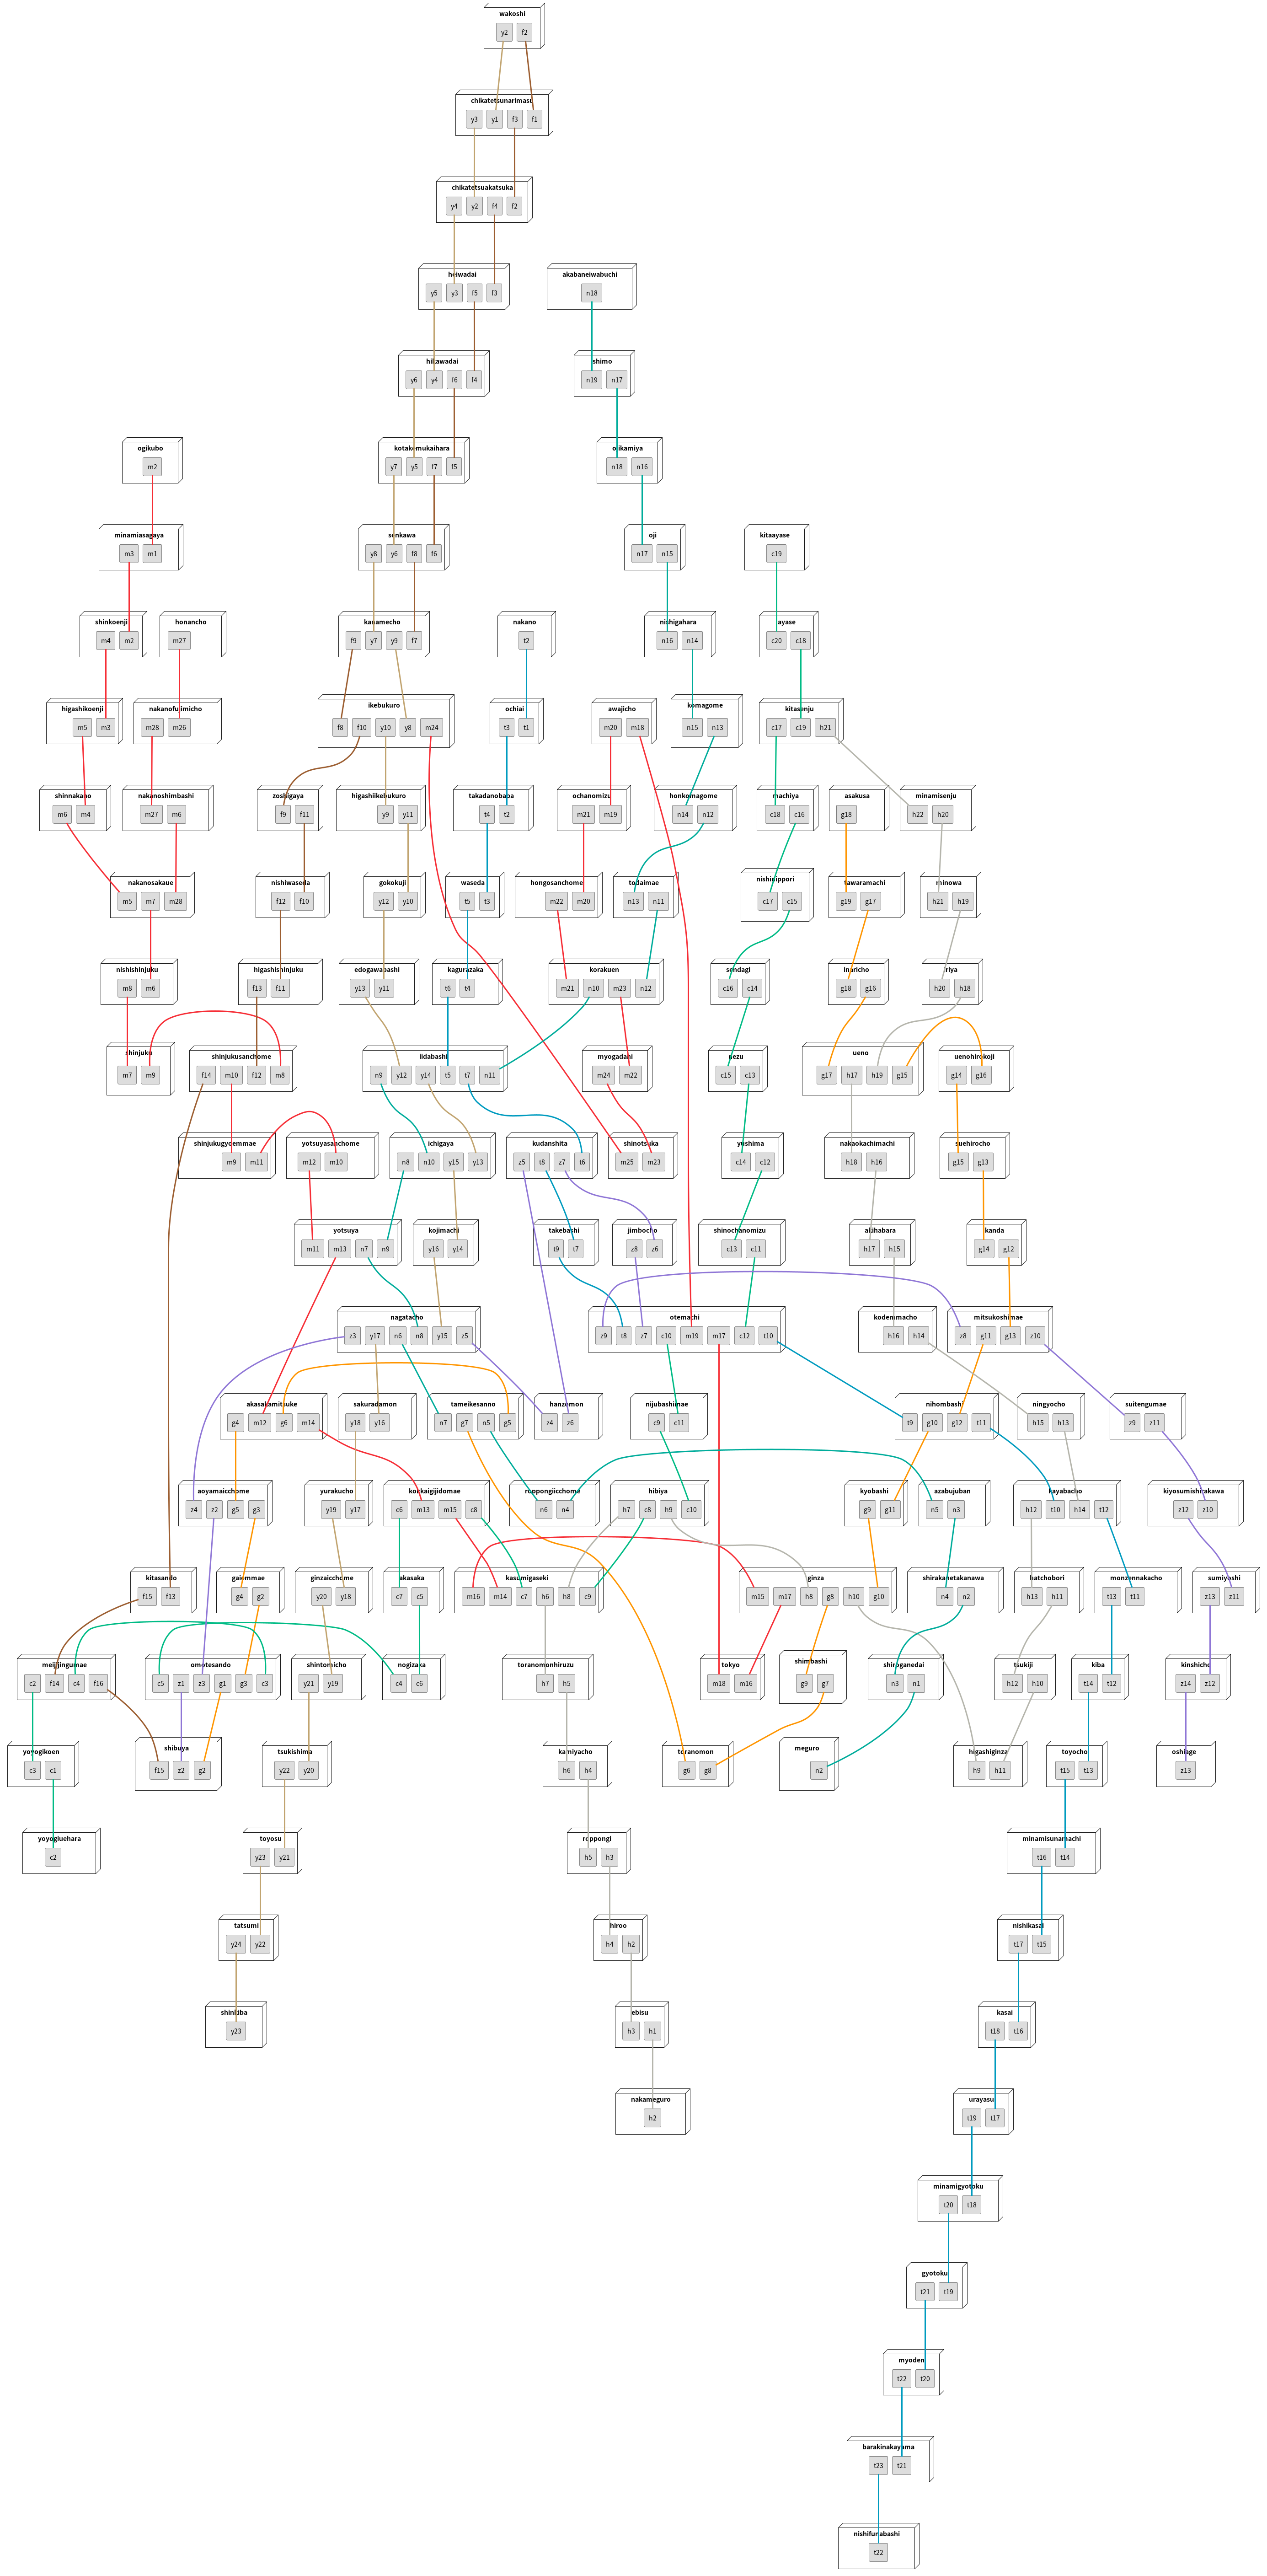 wakoshi
y2 f2
chikatetsunarimasu
y3 y1 f3 f1
chikatetsuakatsuka
y4 y2 f4 f2
heiwadai
y5 y3 f5 f3
akabaneiwabuchi
n18
hikawadai
y6 y4 f6 f4
shimo
n19 n17
ogikubo
m2
kotakemukaihara
y7 y5 f7 f5
ojikamiya
n18 n16
minamiasagaya
m3 m1
senkawa
y8 y6 f8 f6
oji
n17 n15
kitaayase
c19
shinkoenji
m4 m2
honancho
m27
kanamecho
f9 y7 y9 f7
nakano
t2
nishigahara
n16 n14
ayase
c20 c18
higashikoenji
m5 m3
nakanofujimicho
m28 m26
ikebukuro
f8 f10 y10 y8 m24
ochiai
t3 t1
awajicho
m20 m18
komagome
n15 n13
kitasenju
c17 c19 h21
shinnakano
m6 m4
nakanoshimbashi
m27 m6
zoshigaya
f9 f11
higashiikebukuro
y9 y11
takadanobaba
t4 t2
ochanomizu
m21 m19
honkomagome
n14 n12
machiya
c18 c16
asakusa
g18
minamisenju
h22 h20
nakanosakaue
m5 m7 m28
nishiwaseda
f12 f10
gokokuji
y12 y10
waseda
t5 t3
hongosanchome
m22 m20
todaimae
n13 n11
nishinippori
c17 c15
tawaramachi
g19 g17
minowa
h21 h19
nishishinjuku
m8 m6
higashishinjuku
f13 f11
edogawabashi
y13 y11
kagurazaka
t6 t4
korakuen
m21 n10 m23 n12
sendagi
c16 c14
inaricho
g18 g16
iriya
h20 h18
shinjuku
m7 m9
shinjukusanchome
f14 m10 f12 m8
iidabashi
n9 y12 y14 t5 t7 n11
myogadani
m24 m22
nezu
c15 c13
ueno
g17 h17 h19 g15
uenohirokoji
g14 g16
shinjukugyoemmae
m9 m11
yotsuyasanchome
m12 m10
ichigaya
n8 n10 y15 y13
kudanshita
z5 t8 z7 t6
shinotsuka
m25 m23
yushima
c14 c12
nakaokachimachi
h18 h16
suehirocho
g15 g13
yotsuya
m11 m13 n7 n9
kojimachi
y16 y14
takebashi
t9 t7
jimbocho
z8 z6
shinochanomizu
c13 c11
akihabara
h17 h15
kanda
g14 g12
nagatacho
z3 y17 n6 n8 y15 z5
otemachi
z9 t8 z7 c10 m19 m17 c12 t10
kodenmacho
h16 h14
mitsukoshimae
z8 g11 g13 z10
akasakamitsuke
g4 m12 g6 m14
sakuradamon
y18 y16
tameikesanno
n7 g7 n5 g5
hanzomon
z4 z6
nijubashimae
c9 c11
nihombashi
t9 g10 g12 t11
ningyocho
h15 h13
suitengumae
z9 z11
aoyamaicchome
z4 z2 g5 g3
yurakucho
y19 y17
kokkaigijidomae
c6 m13 m15 c8
roppongiicchome
n6 n4
hibiya
h7 c8 h9 c10
kyobashi
g9 g11
azabujuban
n5 n3
kayabacho
h12 t10 h14 t12
kiyosumishirakawa
z12 z10
kitasando
f15 f13
gaiemmae
g4 g2
ginzaicchome
y20 y18
akasaka
c7 c5
kasumigaseki
m16 m14 c7 h6 h8 c9
ginza
m15 m17 h8 g8 h10 g10
shirakanetakanawa
n4 n2
hatchobori
h13 h11
monzennakacho
t13 t11
sumiyoshi
z13 z11
meijijingumae
c2 f14 c4 f16
omotesando
c5 z1 z3 g1 g3 c3
shintomicho
y21 y19
nogizaka
c4 c6
toranomonhiruzu
h7 h5
tokyo
m18 m16
shimbashi
g9 g7
shiroganedai
n3 n1
tsukiji
h12 h10
kiba
t14 t12
kinshicho
z14 z12
yoyogikoen
c3 c1
shibuya
f15 z2 g2
tsukishima
y22 y20
kamiyacho
h6 h4
toranomon
g6 g8
meguro
n2
higashiginza
h9 h11
toyocho
t15 t13
oshiage
z13
yoyogiuehara
c2
toyosu
y23 y21
roppongi
h5 h3
minamisunamachi
t16 t14
tatsumi
y24 y22
hiroo
h4 h2
nishikasai
t17 t15
shinkiba
y23
ebisu
h3 h1
kasai
t18 t16
nakameguro
h2
urayasu
t19 t17
minamigyotoku
t20 t18
gyotoku
t21 t19
myoden
t22 t20
barakinakayama
t23 t21
nishifunabashi
t22